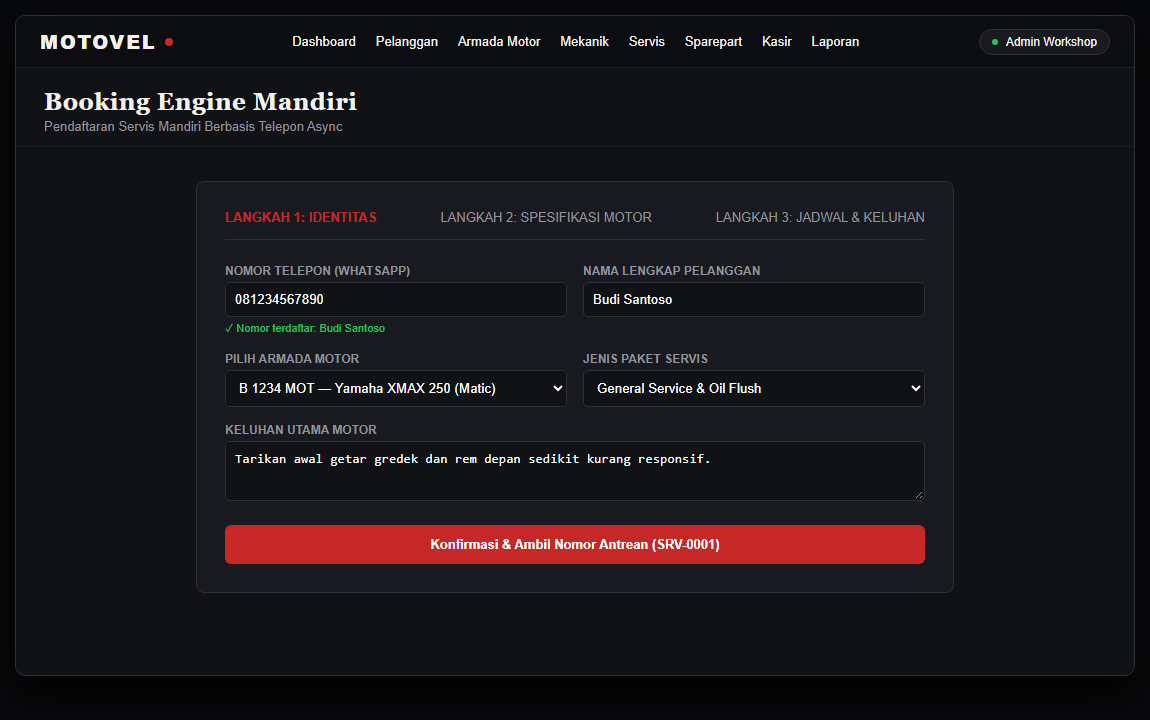 MOTOVEL
Dashboard Pelanggan Armada Motor Mekanik Servis Sparepart Kasir Laporan
Admin Workshop
Booking Engine Mandiri
Pendaftaran Servis Mandiri Berbasis Telepon Async
LANGKAH 1: IDENTITAS LANGKAH 2: SPESIFIKASI MOTOR LANGKAH 3: JADWAL & KELUHAN
NOMOR TELEPON (WHATSAPP) NAMA LENGKAP PELANGGAN
081234567890 Budi Santoso
✓ Nomor terdaftar: Budi Santoso
PILIH ARMADA MOTOR JENIS PAKET SERVIS
B 1234 MOT — Yamaha XMAX 250 (Matic) General Service & Oil Flush
KELUHAN UTAMA MOTOR
Tarikan awal getar gredek dan rem depan sedikit kurang responsif.
Konfirmasi & Ambil Nomor Antrean (SRV-0001)